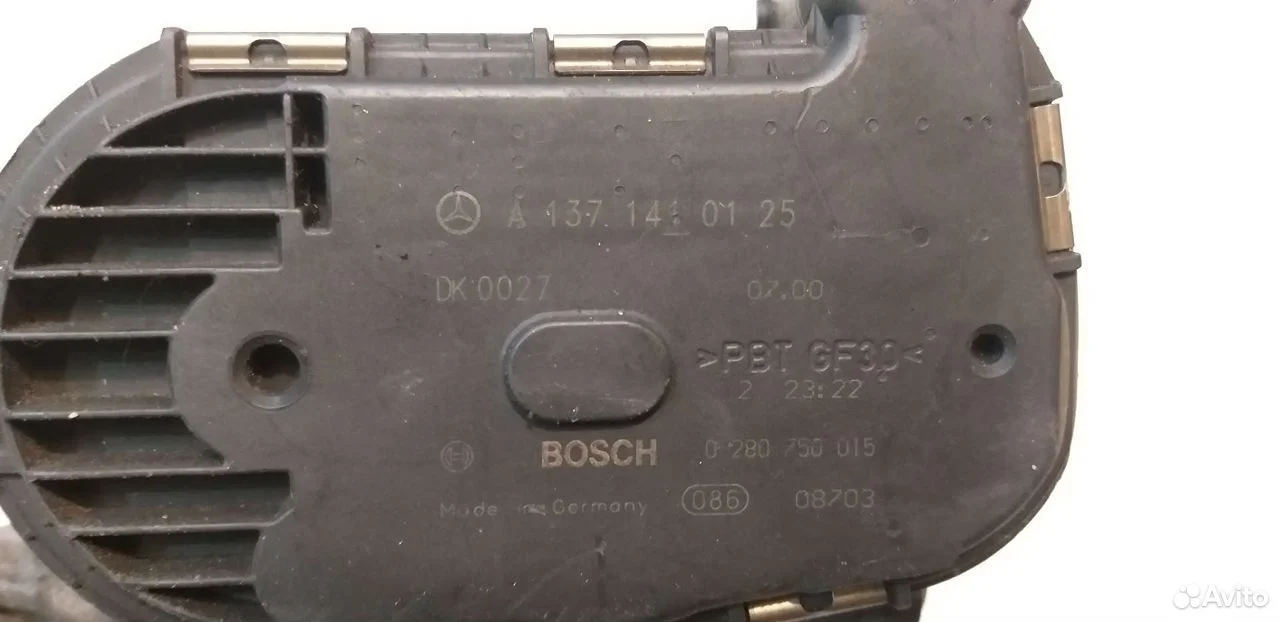 A 137 141 01 25
DK 0027 07.00
>PBT GF30<
2 23:22
BOSCH 0 280 750 015
Made in Germany 086 08703
Avito